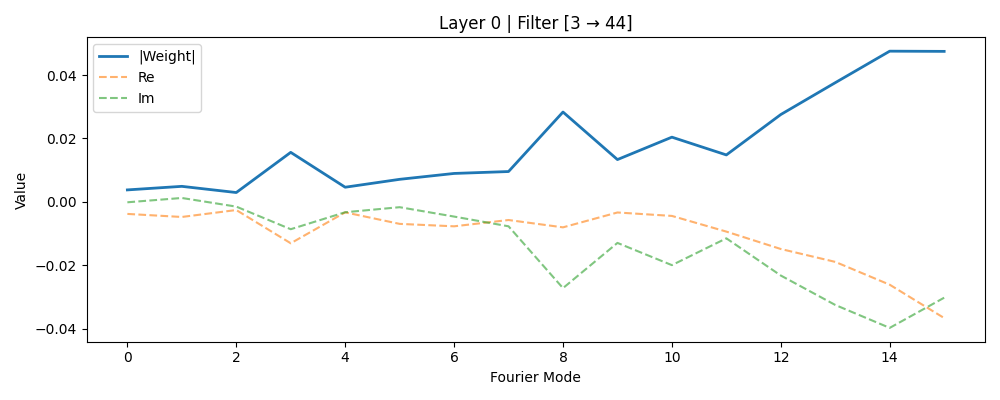 Layer 0 | Filter [3 → 44]
|Weight|
Re
Im
0.04
0.02
0.00
−0.02
−0.04
Value
0 2 4 6 8 10 12 14
Fourier Mode